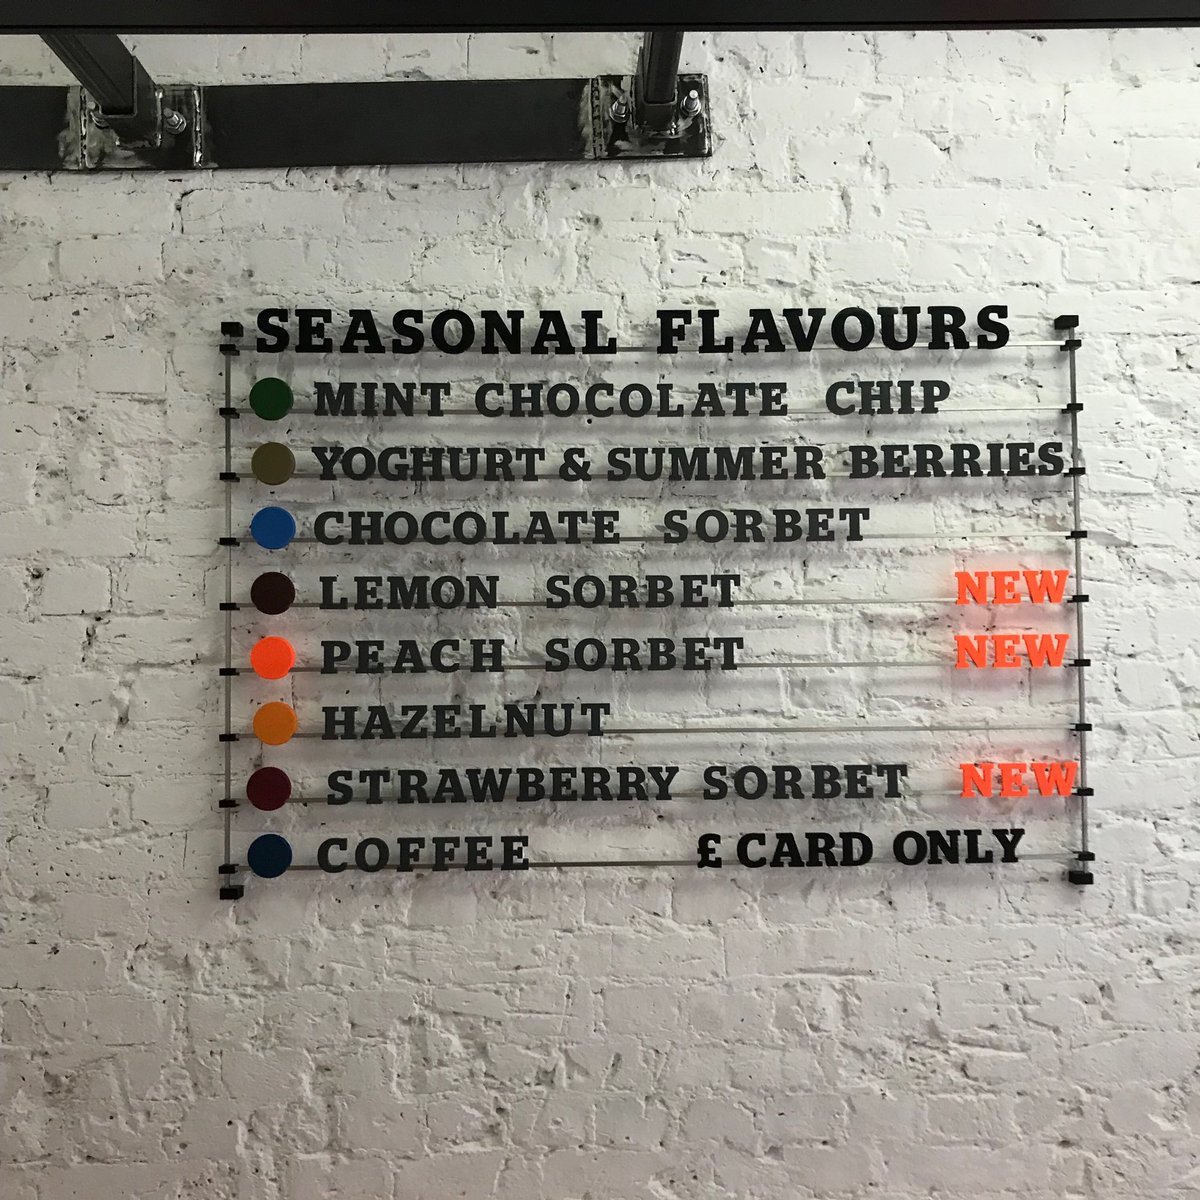 SEASONAL FLAVOURS
MINT CHOCOLATE CHIP
YOGHURT & SUMMER BERRIES
CHOCOLATE SORBET
LEMON SORBET NEW
PEACH SORBET NEW
HAZELNUT
STRAWBERRY SORBET NEW
COFFEE £ CARD ONLY